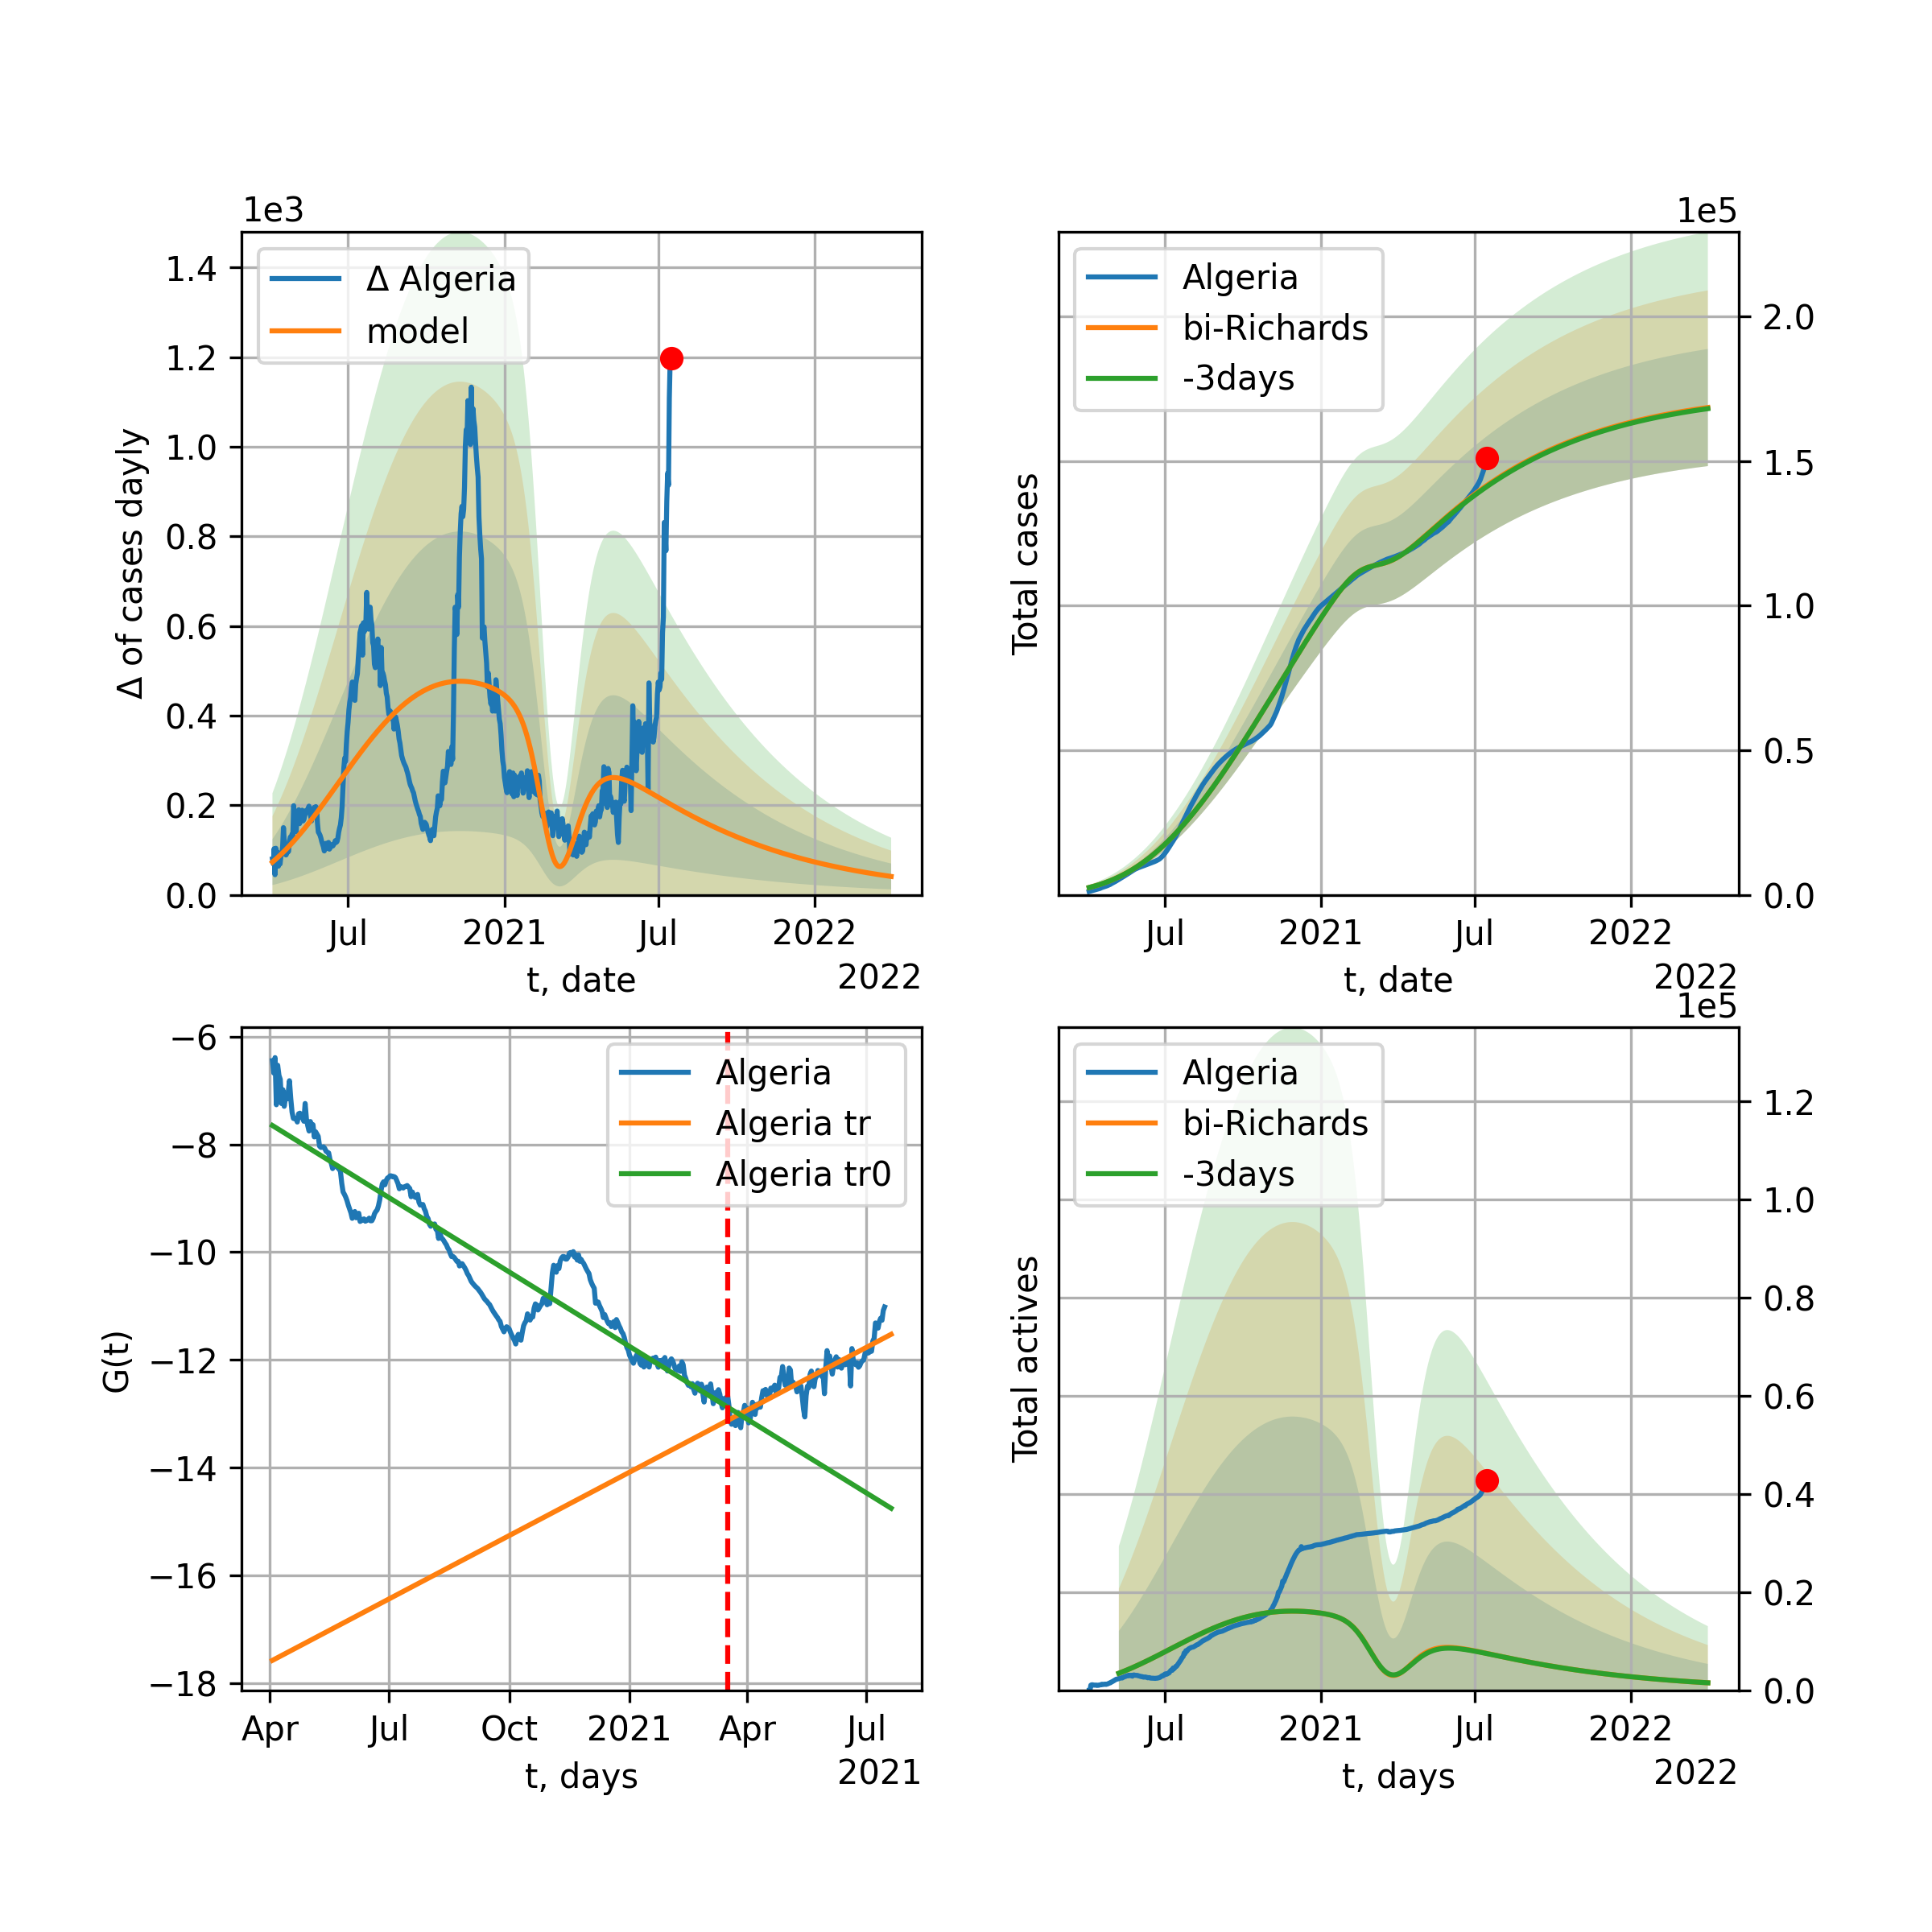 1e3
1.4
1.2
1.0
0.8
0.6
0.4
0.2
0.0
Δ of cases dayly
Δ Algeria
model
Jul
2021
Jul
2022
t, date
2022
1e5
Algeria
bi-Richards
-3days
Total cases
2.0
1.5
1.0
0.5
0.0
Jul
2021
Jul
2022
t, date
2022
−6
−8
−10
−12
−14
−16
−18
G(t)
Algeria
Algeria tr
Algeria tr0
Apr
Jul
Oct
2021
Apr
Jul
t, days
2021
1e5
Algeria
bi-Richards
-3days
Total actives
1.2
1.0
0.8
0.6
0.4
0.2
0.0
Jul
2021
Jul
2022
t, days
2022